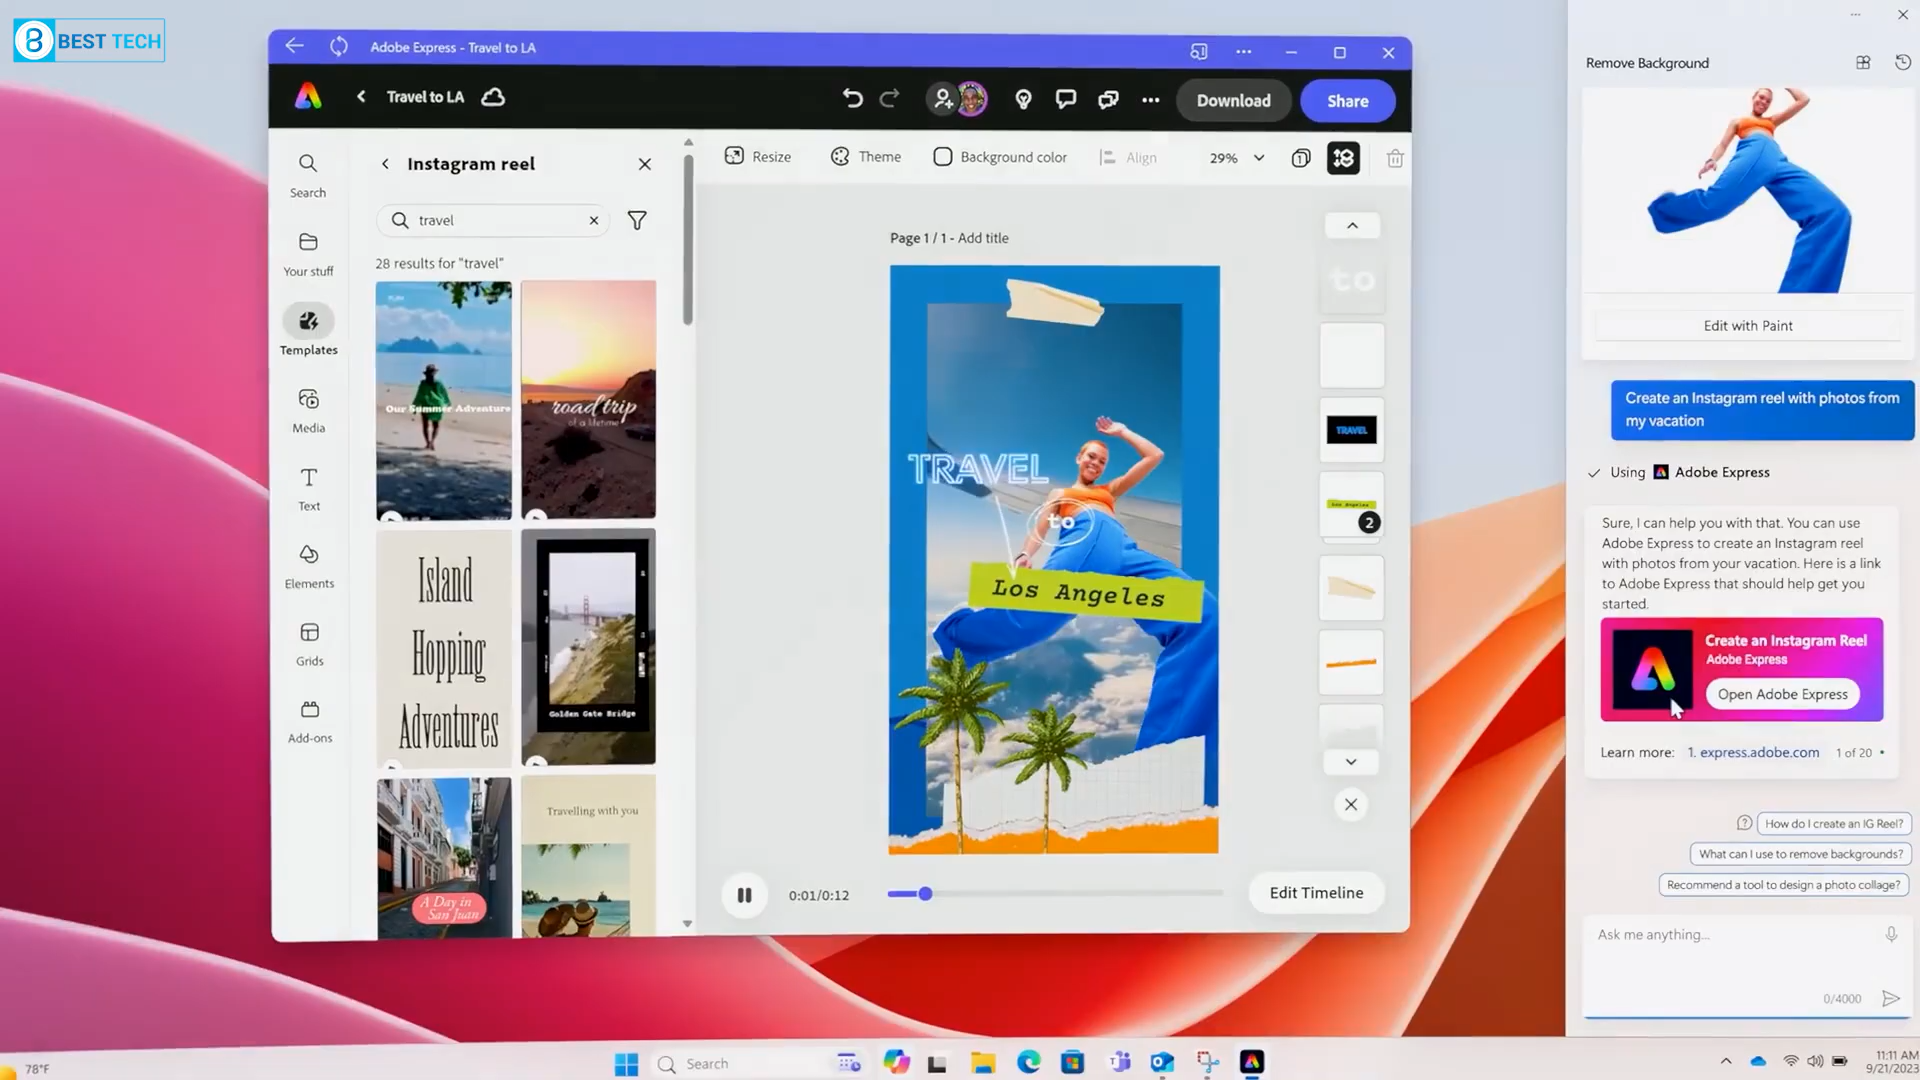 BEST TECH
Adobe Express - Travel to LA
Travel to LA
Download
Share
Search
Your stuff
Templates
Media
Text
Elements
Grids
Add-ons
Instagram reel
travel
28 results for "travel"
PLAY
Our Summer Adventure
road trip
of a lifetime
Island
Hopping
Adventures
Golden Gate Bridge
A Day in
San Juan
Travelling with you
Resize
Theme
Background color
Align
29%
1
Page 1 / 1 - Add title
TRAVEL
to
Los Angeles
to
TRAVEL
Los Angeles
2
0:01/0:12
Edit Timeline
Remove Background
Edit with Paint
Create an Instagram reel with photos from
my vacation
Using Adobe Express
Sure, I can help you with that. You can use
Adobe Express to create an Instagram reel
with photos from your vacation. Here is a link
to Adobe Express that should help get you
started.
Create an Instagram Reel
Adobe Express
Open Adobe Express
Learn more: 1. express.adobe.com 1 of 20
How do I create an IG Reel?
What can I use to remove backgrounds?
Recommend a tool to design a photo collage?
Ask me anything...
0/4000
78°F
Search
11:11 AM
9/21/2023